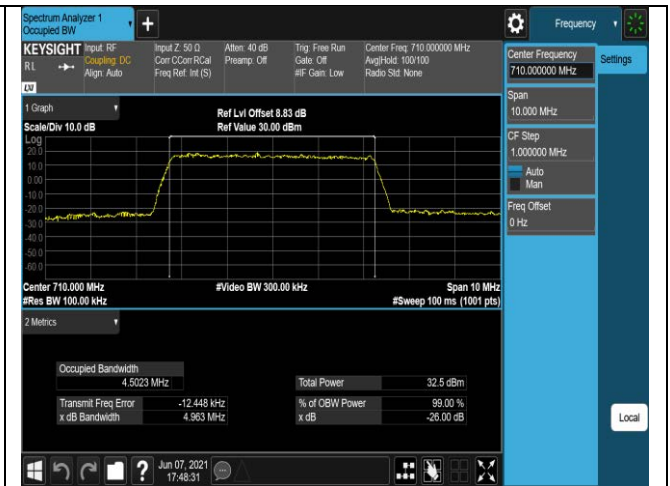 Spectrum Analyzer 1
Occupied BW
+
Frequency
KEYSIGHT
RL
LXI
Input: RF
Coupling: DC
Align: Auto
Input Z: 50 Ω
Corr CCorr RCal
Freq Ref: Int (S)
Atten: 40 dB
Preamp: Off
Trig: Free Run
Gate: Off
#IF Gain: Low
Center Freq: 710.000000 MHz
Avg|Hold: 100/100
Radio Std: None
Center Frequency
710.000000 MHz
Settings
Span
10.000 MHz
CF Step
1.000000 MHz
Auto
Man
Freq Offset
0 Hz
Local
1 Graph
Scale/Div 10.0 dB
Ref Lvl Offset 8.83 dB
Ref Value 30.00 dBm
Log
20.0
10.0
0.00
-10.0
-20.0
-30.0
-40.0
-50.0
-60.0
Center 710.000 MHz
#Res BW 100.00 kHz
#Video BW 300.00 kHz
Span 10 MHz
#Sweep 100 ms (1001 pts)
2 Metrics
Occupied Bandwidth
4.5023 MHz
Total Power 32.5 dBm
Transmit Freq Error -12.448 kHz
% of OBW Power 99.00 %
x dB Bandwidth 4.963 MHz
x dB -26.00 dB
?
Jun 07, 2021
17:48:31